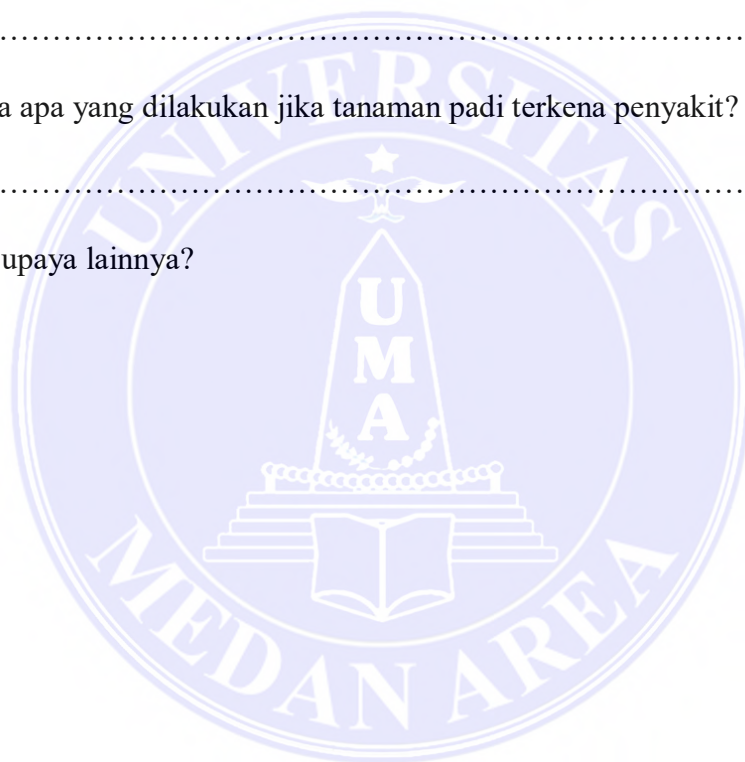 ……………………………………………………………………
a apa yang dilakukan jika tanaman padi terkena penyakit?
……………………………………………………………………
upaya lainnya?
UNIVERSITAS
UMA
MEDAN AREA